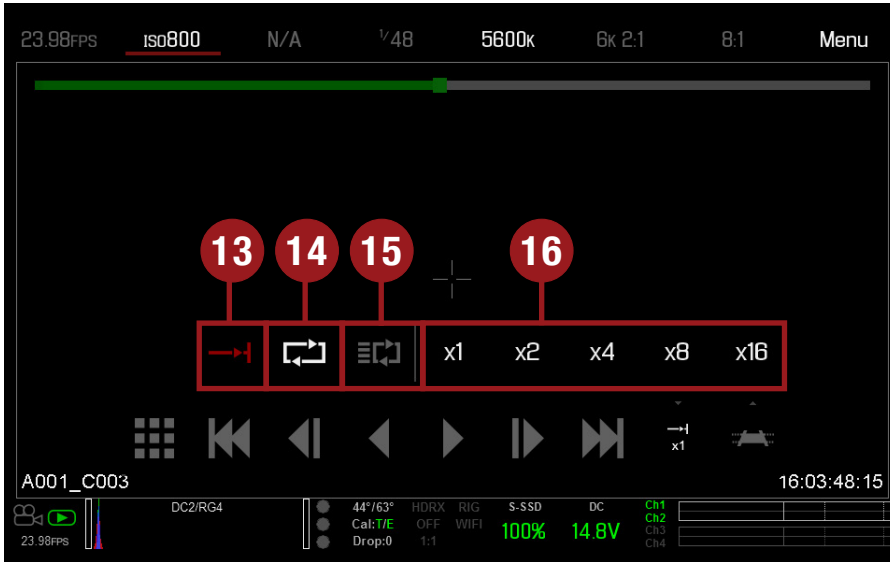 23.98FPS ISO800 N/A 1/48 5600K 6K 2:1 8:1 Menu
13 14 15 16
x1 x2 x4 x8 x16
x1
A001_C003 16:03:48:15
DC2/RG4 44°/63° HDRX RIG S-SSD DC Ch1
Cal:T/E OFF WIFI 100% 14.8V Ch2
23.98FPS Drop:0 1:1 Ch3
Ch4